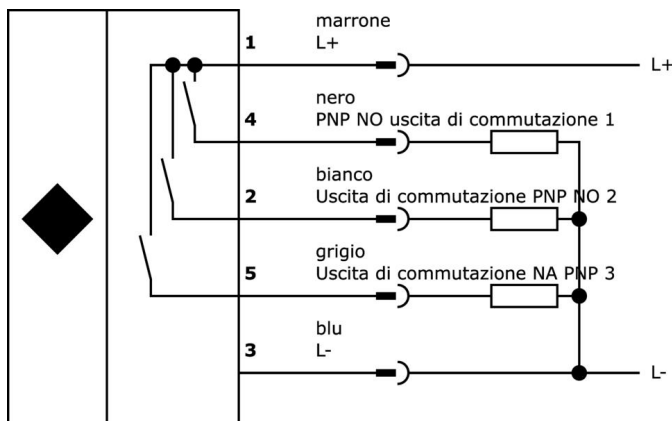 marrone
1 L+ L+
nero
4 PNP NO uscita di commutazione 1
bianco
2 Uscita di commutazione PNP NO 2
grigio
5 Uscita di commutazione NA PNP 3
blu
3 L-
L-